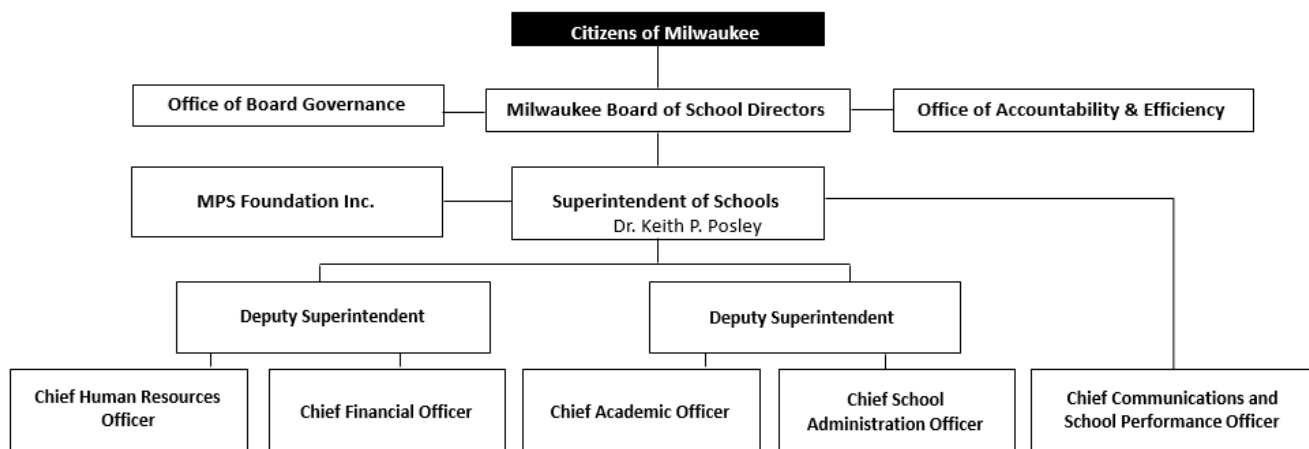 Citizens of Milwaukee
Office of Board Governance
Milwaukee Board of School Directors
Office of Accountability & Efficiency
MPS Foundation Inc.
Superintendent of Schools
Dr. Keith P. Posley
Deputy Superintendent
Deputy Superintendent
Chief Human Resources
Officer
Chief Financial Officer
Chief Academic Officer
Chief School
Administration Officer
Chief Communications and
School Performance Officer